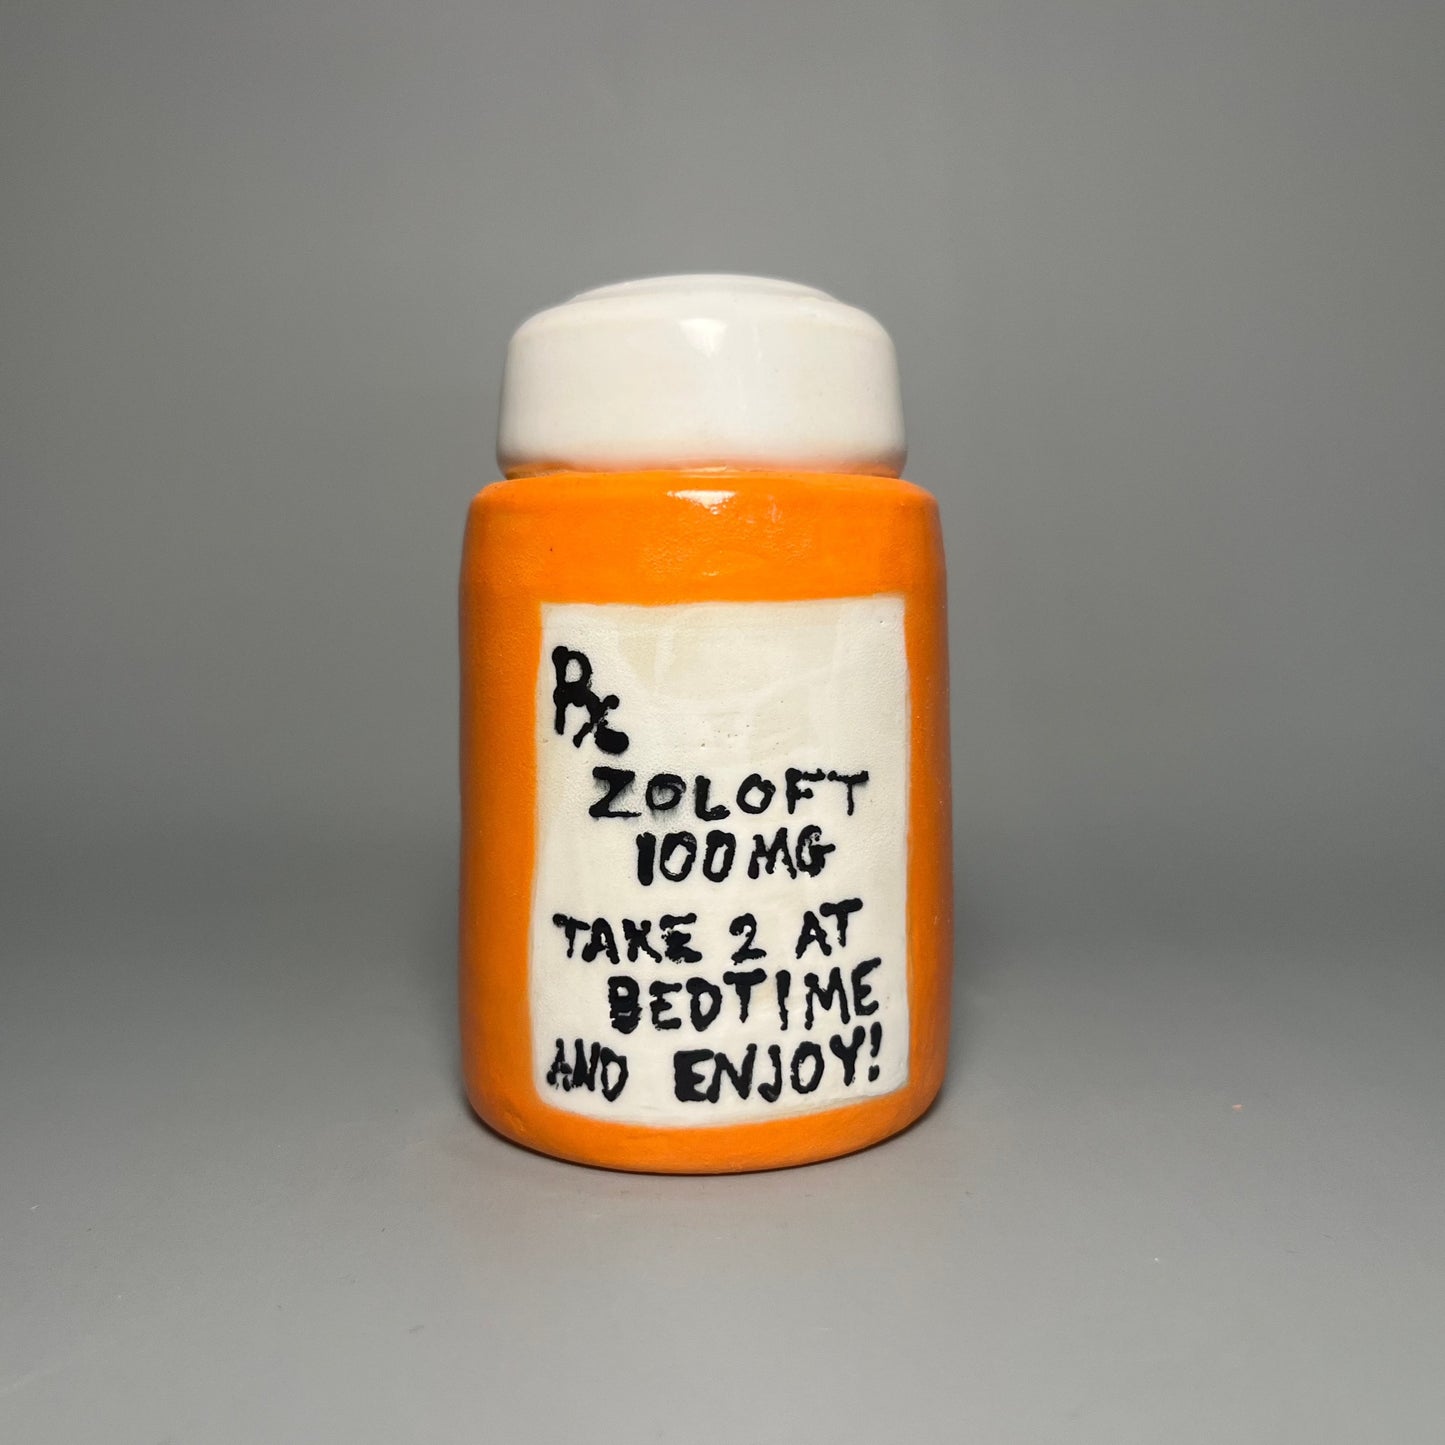 Rx
ZOLOFT
100MG
TAKE 2 AT
BEDTIME
AND ENJOY!